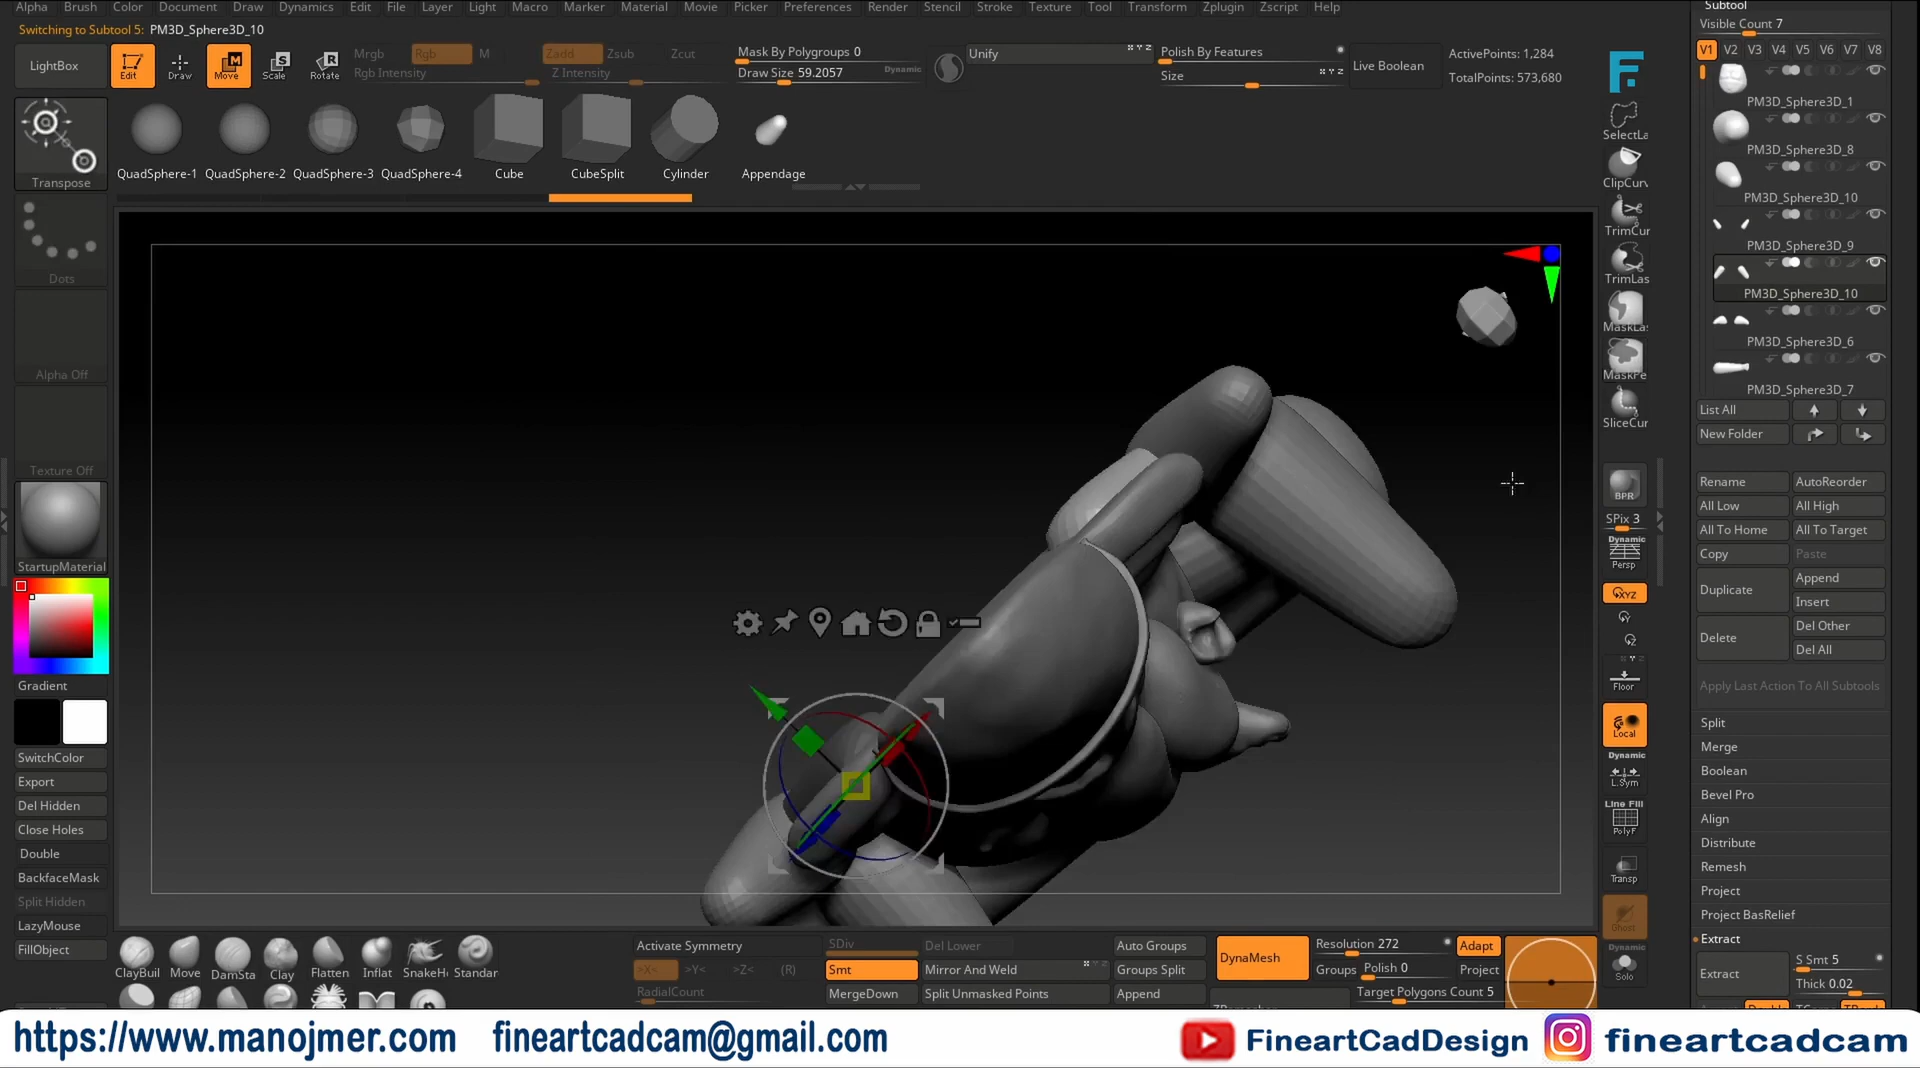 Alpha Brush Color Document Draw Dynamics Edit File Layer Light Macro Marker Material Movie Picker Preferences Render Stencil Stroke Texture Tool Transform Zplugin Zscript Help
Switching to Subtool 5: PM3D_Sphere3D_10
LightBox
Edit
Draw
Move
Scale
Rotate
Mrgb Rgb M
Rgb Intensity
Zadd Zsub Zcut
Z Intensity
Mask By Polygroups 0
Draw Size 59.2057 Dynamic
Unify
Polish By Features
Size
Live Boolean
ActivePoints: 1,284
TotalPoints: 573,680
Transpose
QuadSphere-1 QuadSphere-2 QuadSphere-3 QuadSphere-4 Cube CubeSplit Cylinder Appendage
Dots
Alpha Off
Texture Off
StartupMaterial
Gradient
SwitchColor
Export
Del Hidden
Close Holes
Double
BackfaceMask
Split Hidden
LazyMouse
FillObject
SelectLa
ClipCurv
TrimCur
TrimLas
MaskLa
MaskPe
SliceCur
BPR
SPix 3
Dynamic
Persp
XYZ
Floor
Local
Dynamic
L.Sym
Line Fill
PolyF
Transp
Ghost
Dynamic
Solo
Subtool
Visible Count 7
V1 V2 V3 V4 V5 V6 V7 V8
PM3D_Sphere3D_1
PM3D_Sphere3D_8
PM3D_Sphere3D_10
PM3D_Sphere3D_9
PM3D_Sphere3D_10
PM3D_Sphere3D_6
PM3D_Sphere3D_7
List All
New Folder
Rename AutoReorder
All Low All High
All To Home All To Target
Copy Paste
Duplicate Append
Insert
Delete Del Other
Del All
Apply Last Action To All Subtools
Split
Merge
Boolean
Bevel Pro
Align
Distribute
Remesh
Project
Project BasRelief
Extract
Extract
S Smt 5
Thick 0.02
ClayBuil Move DamSta Clay Flatten Inflat SnakeH Standar
Activate Symmetry
>X< >Y< >Z< (R)
RadialCount
SDiv Del Lower
Smt Mirror And Weld
MergeDown Split Unmasked Points
Auto Groups
Groups Split
Append
DynaMesh
Resolution 272 Adapt
Groups Polish 0 Project
Target Polygons Count 5
https://www.manojmer.com fineartcadcam@gmail.com FineartCadDesign fineartcadcam